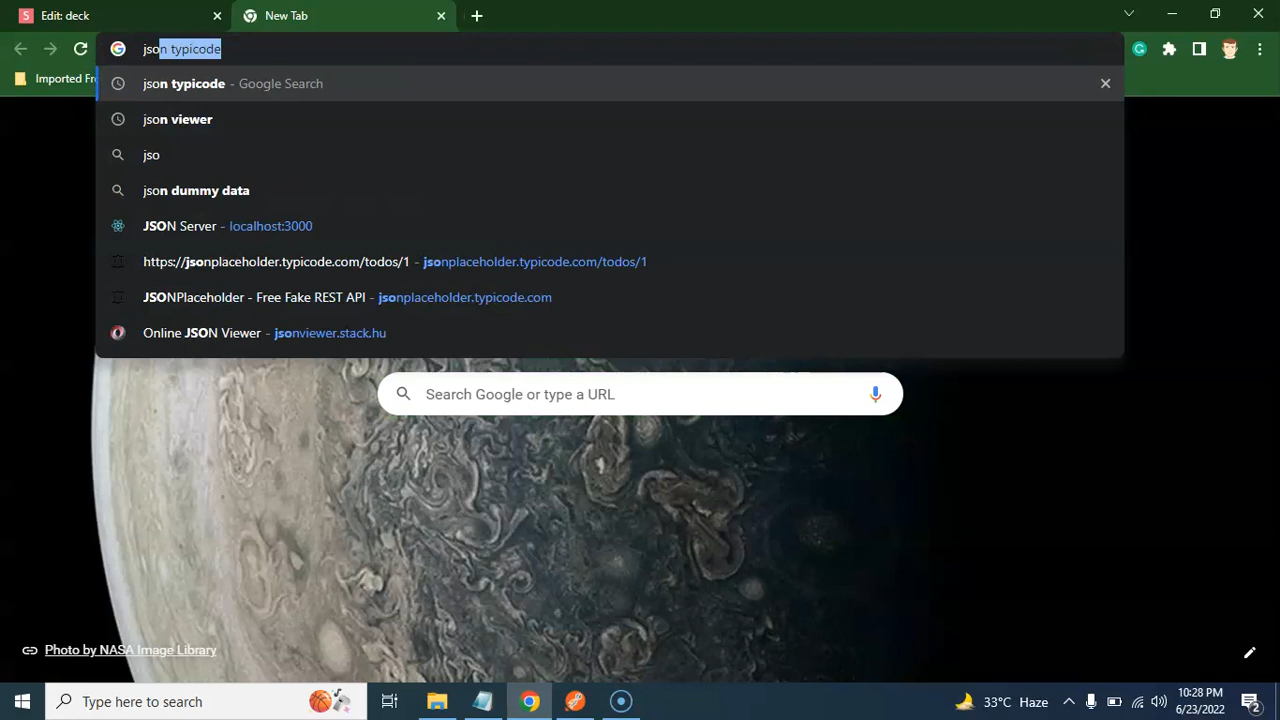 Edit: deck
New Tab
json typicode
Imported Fr
json typicode - Google Search
json viewer
jso
json dummy data
JSON Server - localhost:3000
https://jsonplaceholder.typicode.com/todos/1 - jsonplaceholder.typicode.com/todos/1
JSONPlaceholder - Free Fake REST API - jsonplaceholder.typicode.com
Online JSON Viewer - jsonviewer.stack.hu
Search Google or type a URL
Photo by NASA Image Library
Type here to search
33°C Haze
10:28 PM
6/23/2022
2